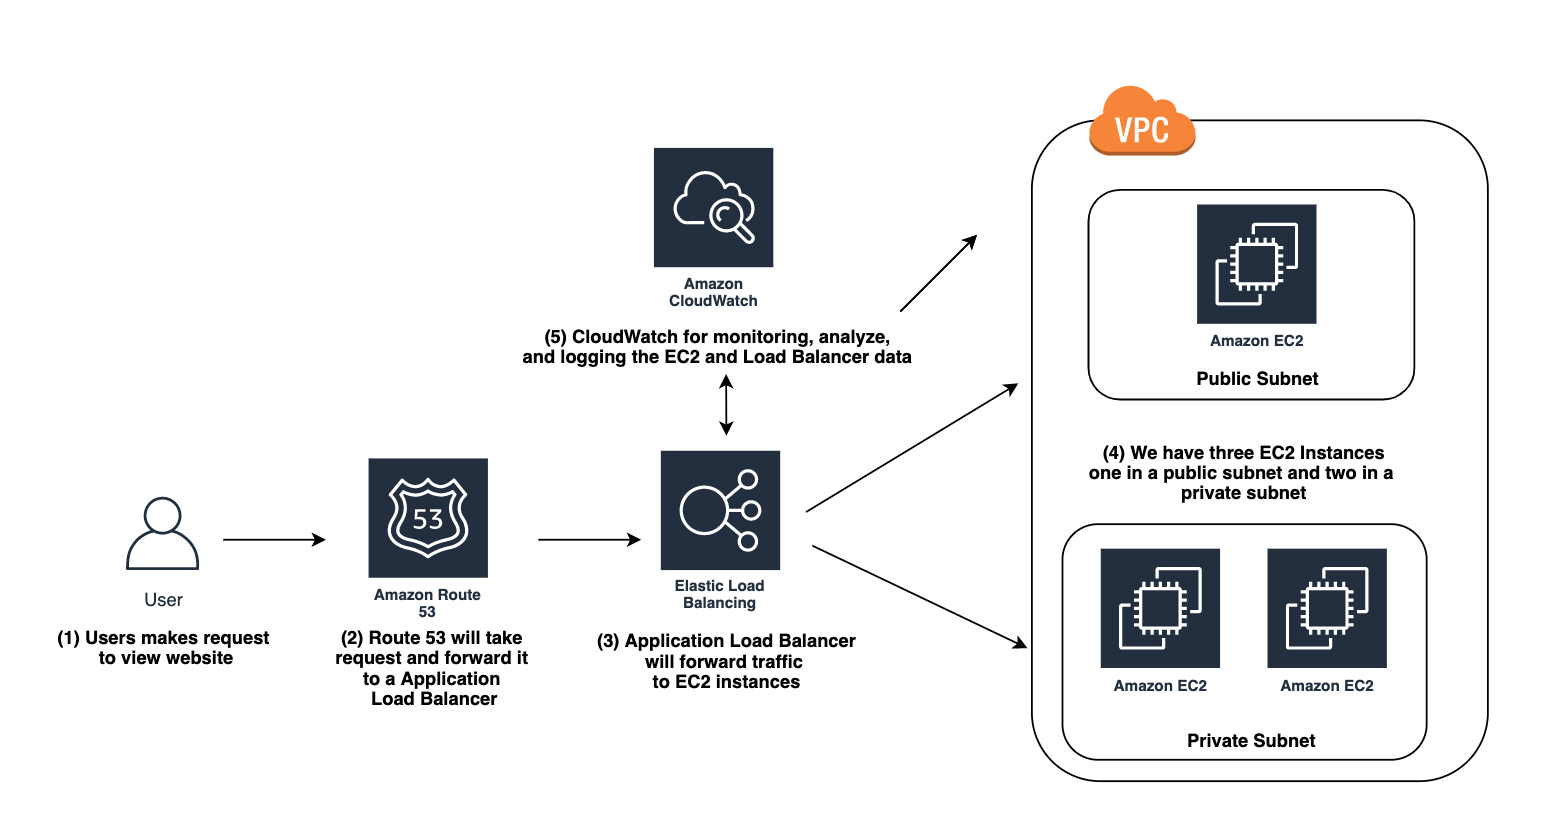 VPC
Amazon
CloudWatch
(5) CloudWatch for monitoring, analyze,
and logging the EC2 and Load Balancer data
Amazon EC2
Public Subnet
(4) We have three EC2 Instances
one in a public subnet and two in a
private subnet
User
(1) Users makes request
to view website
53
Amazon Route
53
(2) Route 53 will take
request and forward it
to a Application
Load Balancer
Elastic Load
Balancing
(3) Application Load Balancer
will forward traffic
to EC2 instances
Amazon EC2
Amazon EC2
Private Subnet